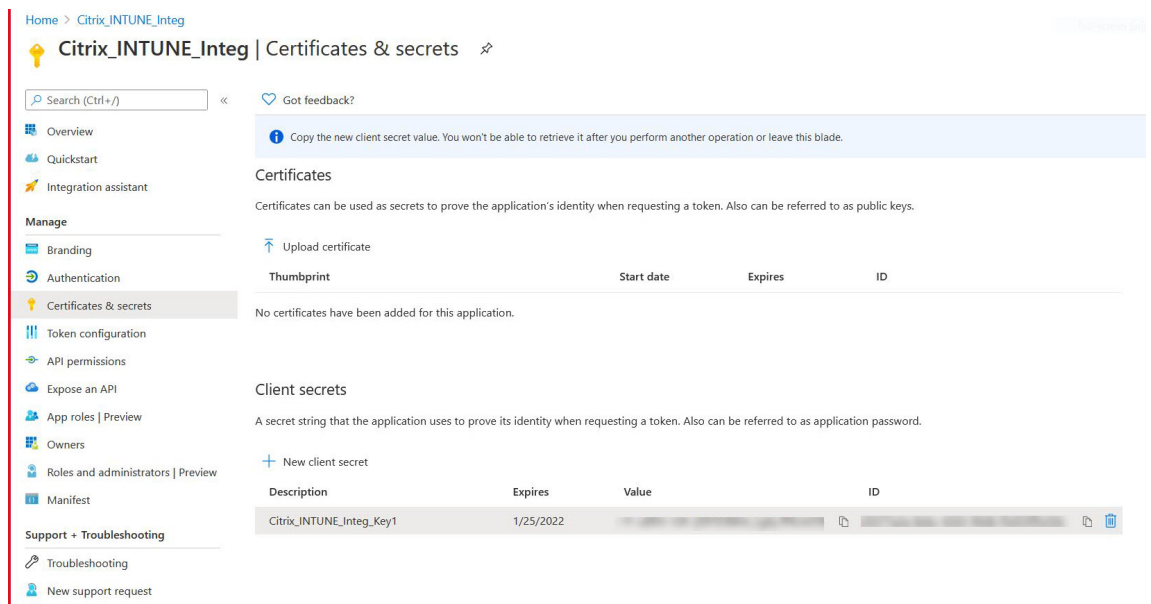 Home > Citrix_INTUNE_Integ
Citrix_INTUNE_Integ | Certificates & secrets
Search (Ctrl+/)
«
Got feedback?
Overview
Copy the new client secret value. You won't be able to retrieve it after you perform another operation or leave this blade.
Quickstart
Integration assistant
Certificates
Certificates can be used as secrets to prove the application's identity when requesting a token. Also can be referred to as public keys.
Manage
Branding
Upload certificate
Authentication
Thumbprint Start date Expires ID
Certificates & secrets
No certificates have been added for this application.
Token configuration
API permissions
Expose an API
Client secrets
App roles | Preview
A secret string that the application uses to prove its identity when requesting a token. Also can be referred to as application password.
Owners
New client secret
Roles and administrators | Preview
Description Expires Value ID
Manifest
Citrix_INTUNE_Integ_Key1 1/25/2022
Support + Troubleshooting
Troubleshooting
New support request